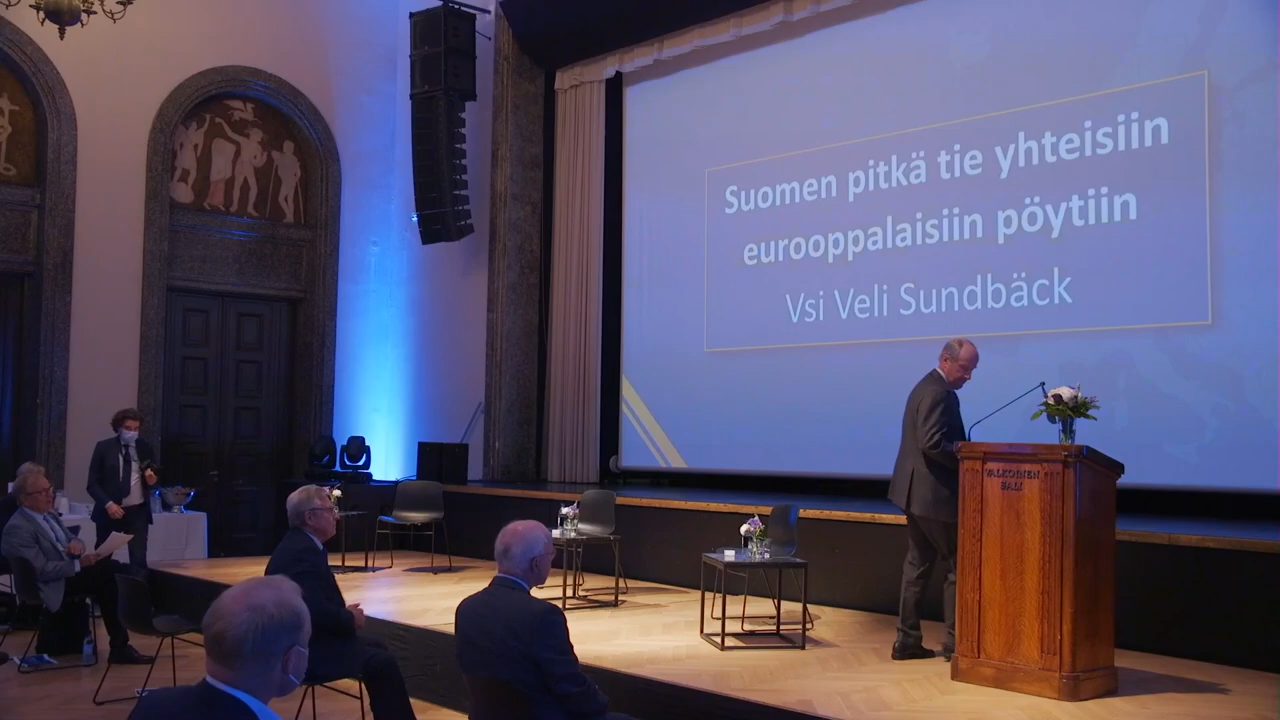 Suomen pitkä tie yhteisiin
eurooppalaisiin pöytiin
Vsi Veli Sundbäck
VALKOINEN
SALI